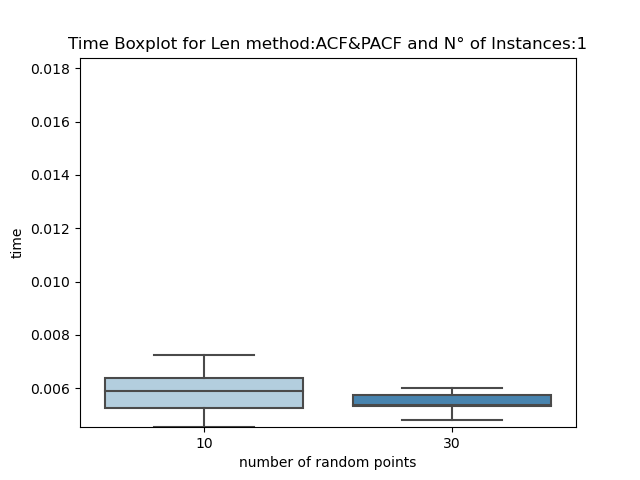 Time Boxplot for Len method:ACF&PACF and N° of Instances:1
0.018
0.016
0.014
0.012
0.010
0.008
0.006
time
10 30
number of random points